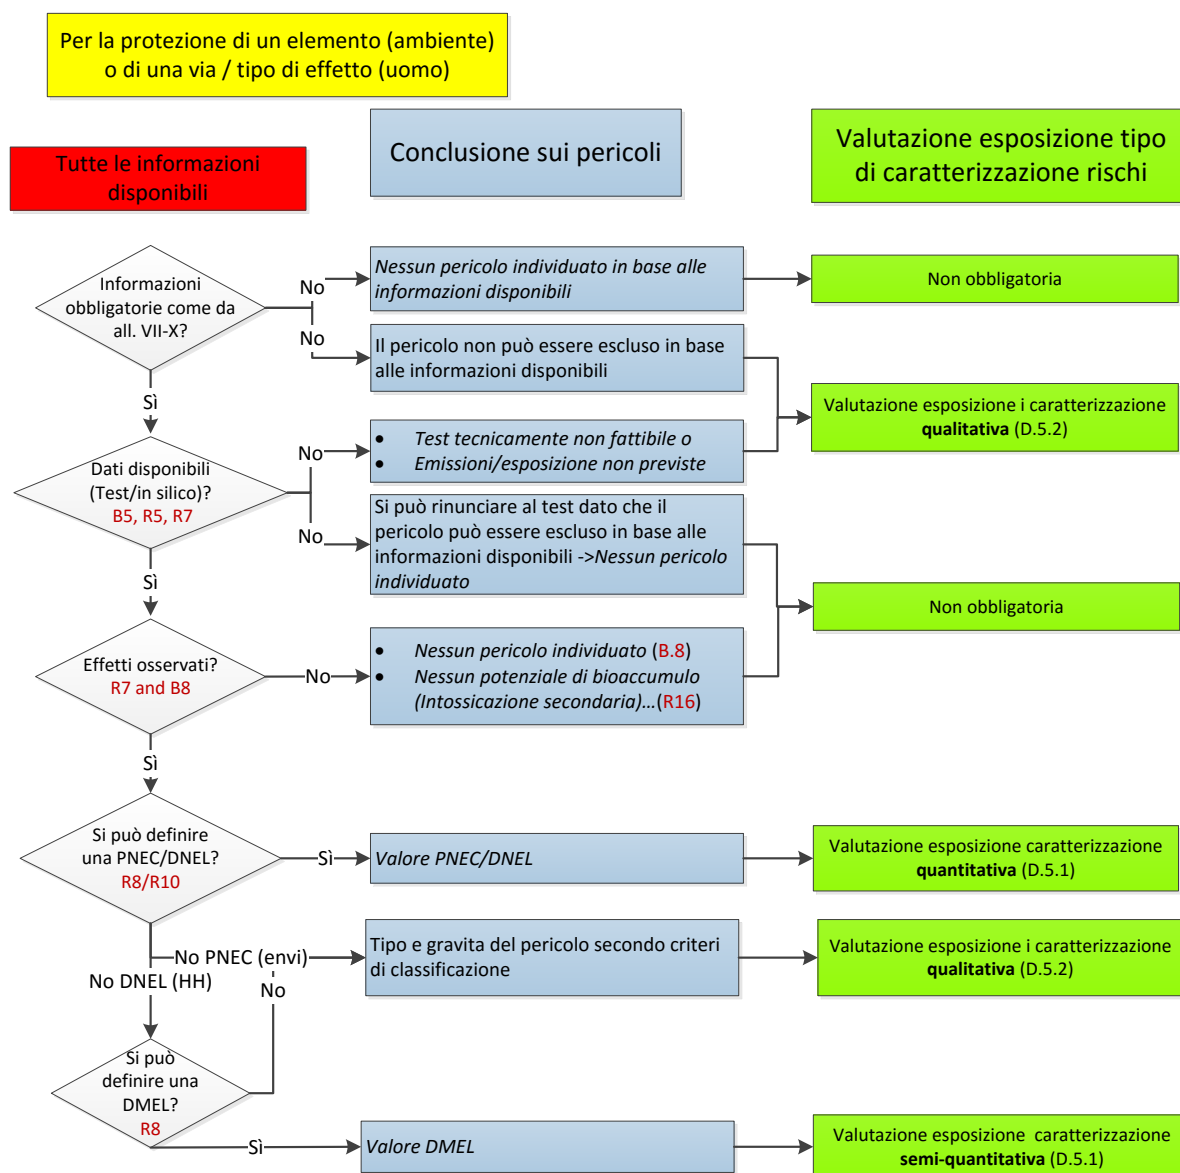 Per la protezione di un elemento (ambiente)
o di una via / tipo di effetto (uomo)
Tutte le informazioni
disponibili
Conclusione sui pericoli
Valutazione esposizione tipo
di caratterizzazione rischi
Informazioni
obbligatorie come da
all. VII-X?
No
No
Sì
Nessun pericolo individuato in base alle
informazioni disponibili
Non obbligatoria
Il pericolo non può essere escluso in base
alle informazioni disponibili
Valutazione esposizione i caratterizzazione
qualitativa (D.5.2)
Dati disponibili
(Test/in silico)?
B5, R5, R7
No
No
Sì
• Test tecnicamente non fattibile o
• Emissioni/esposizione non previste
Si può rinunciare al test dato che il
pericolo può essere escluso in base alle
informazioni disponibili ->Nessun pericolo
individuato
Non obbligatoria
Effetti osservati?
R7 and B8
No
Sì
• Nessun pericolo individuato (B.8)
• Nessun potenziale di bioaccumulo
(Intossicazione secondaria)…(R16)
Si può definire
una PNEC/DNEL?
R8/R10
Sì
Valore PNEC/DNEL
Valutazione esposizione caratterizzazione
quantitativa (D.5.1)
No PNEC (envi)
No DNEL (HH)
No
Tipo e gravita del pericolo secondo criteri
di classificazione
Valutazione esposizione i caratterizzazione
qualitativa (D.5.2)
Si può
definire una
DMEL?
R8
Sì
Valore DMEL
Valutazione esposizione caratterizzazione
semi-quantitativa (D.5.1)